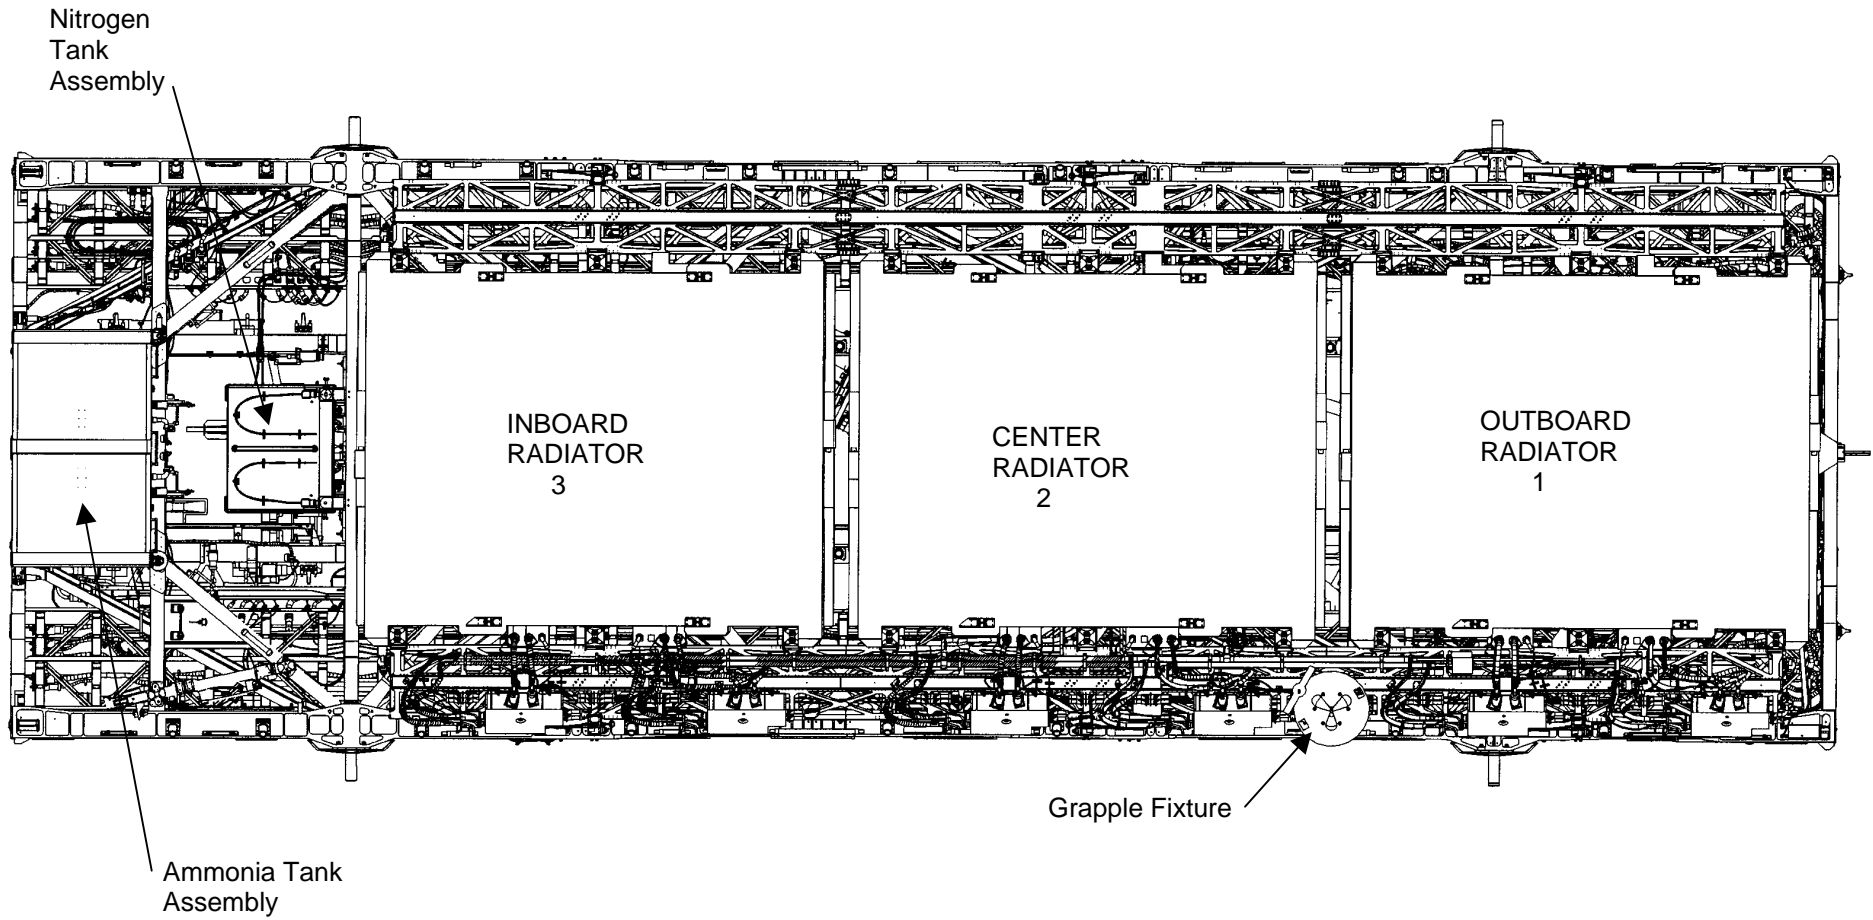 Nitrogen
Tank
Assembly
INBOARD
RADIATOR
3
CENTER
RADIATOR
2
OUTBOARD
RADIATOR
1
Grapple Fixture
Ammonia Tank
Assembly